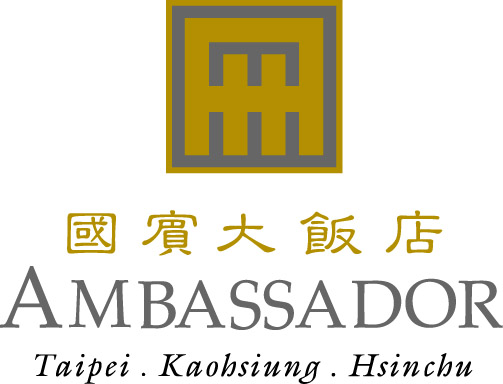 國賓大飯店
AMBASSADOR
Taipei . Kaohsiung . Hsinchu